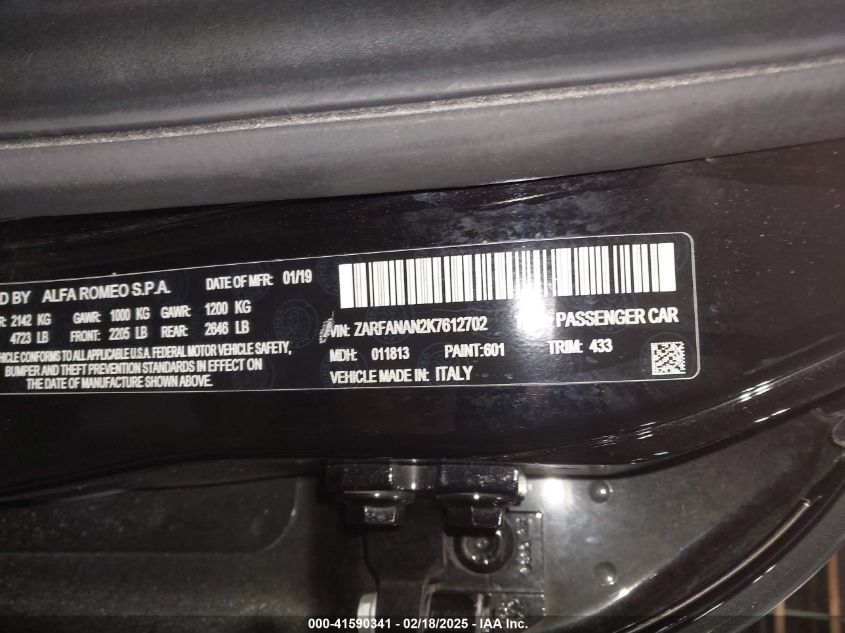 D BY ALFA ROMEO S.P.A. DATE OF MFR: 01/19
R: 2142 KG GAWR: 1000 KG GAWR: 1200 KG
4723 LB FRONT: 2205 LB REAR: 2646 LB
HICLE CONFORMS TO ALL APPLICABLE U.S.A. FEDERAL MOTOR VEHICLE SAFETY,
BUMPER AND THEFT PREVENTION STANDARDS IN EFFECT ON
THE DATE OF MANUFACTURE SHOWN ABOVE.
VIN: ZARFANAN2K7612702 PASSENGER CAR
MDH: 011813 PAINT:601 TRIM: 433
VEHICLE MADE IN: ITALY
000-41590341 - 02/18/2025 - IAA Inc.